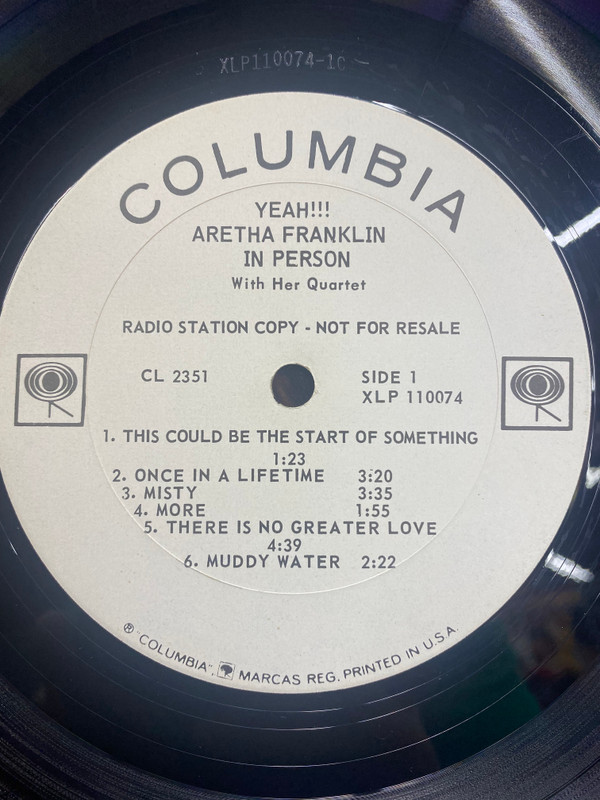 XLP110074-1C
COLUMBIA
YEAH!!!
ARETHA FRANKLIN
IN PERSON
With Her Quartet
RADIO STATION COPY - NOT FOR RESALE
CL 2351
SIDE 1
XLP 110074
1. THIS COULD BE THE START OF SOMETHING
1:23
2. ONCE IN A LIFETIME 3:20
3. MISTY 3:35
4. MORE 1:55
5. THERE IS NO GREATER LOVE
4:39
6. MUDDY WATER 2:22
® "COLUMBIA", MARCAS REG. PRINTED IN U.S.A.